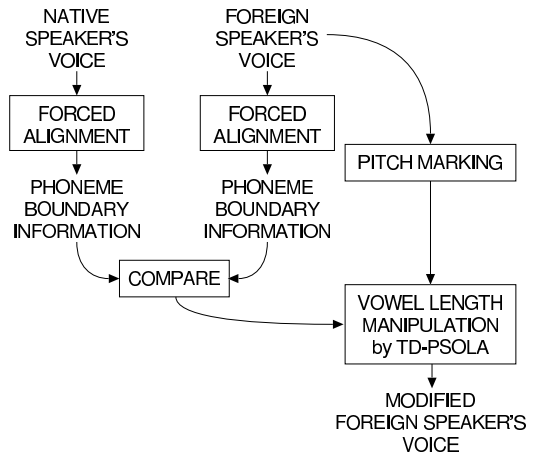 NATIVE
SPEAKER'S
VOICE
FOREIGN
SPEAKER'S
VOICE
FORCED
ALIGNMENT
FORCED
ALIGNMENT
PITCH MARKING
PHONEME
BOUNDARY
INFORMATION
PHONEME
BOUNDARY
INFORMATION
COMPARE
VOWEL LENGTH
MANIPULATION
by TD-PSOLA
MODIFIED
FOREIGN SPEAKER'S
VOICE